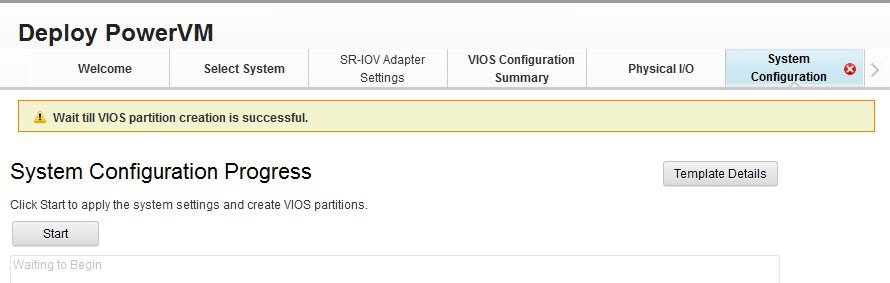 Deploy PowerVM
Welcome
Select System
SR-IOV Adapter
Settings
VIOS Configuration
Summary
Physical I/O
System
Configuration
Wait till VIOS partition creation is successful.
System Configuration Progress
Template Details
Click Start to apply the system settings and create VIOS partitions.
Start
Waiting to Begin